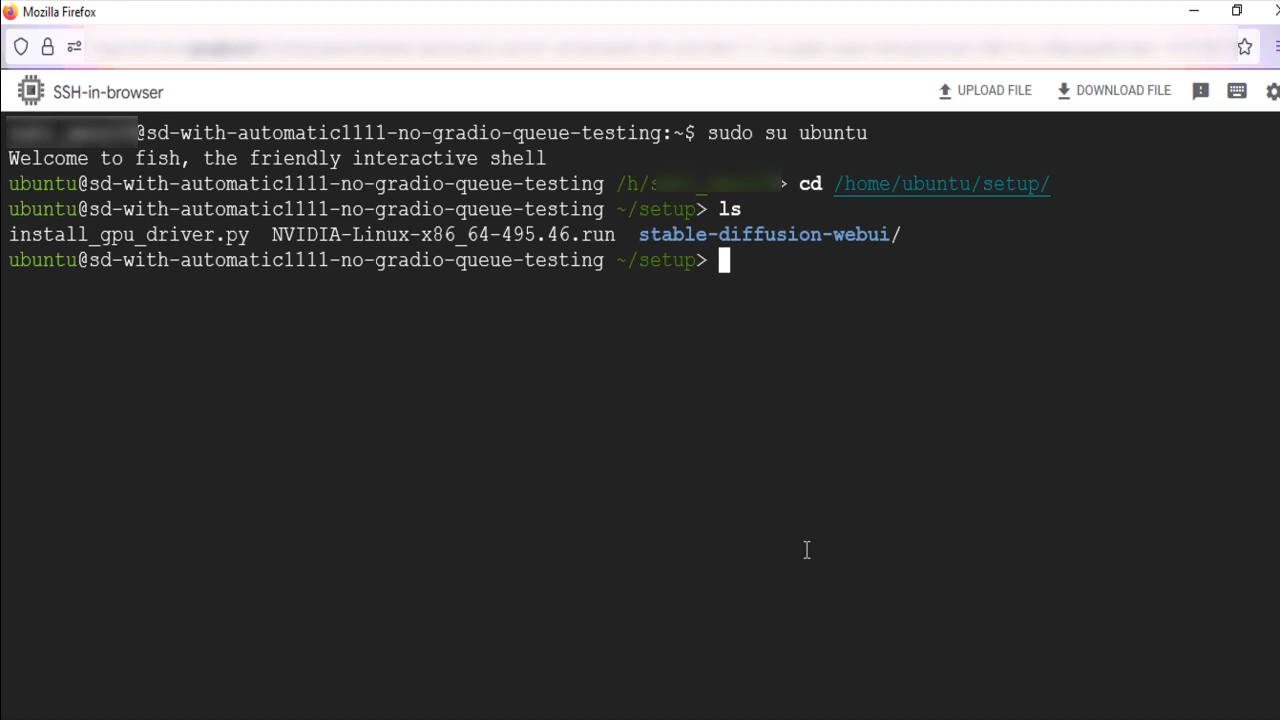 Mozilla Firefox
SSH-in-browser
UPLOAD FILE
DOWNLOAD FILE
@sd-with-automatic1111-no-gradio-queue-testing:~$ sudo su ubuntu
Welcome to fish, the friendly interactive shell
ubuntu@sd-with-automatic1111-no-gradio-queue-testing /h/ > cd /home/ubuntu/setup/
ubuntu@sd-with-automatic1111-no-gradio-queue-testing ~/setup> ls
install_gpu_driver.py NVIDIA-Linux-x86_64-495.46.run stable-diffusion-webui/
ubuntu@sd-with-automatic1111-no-gradio-queue-testing ~/setup>